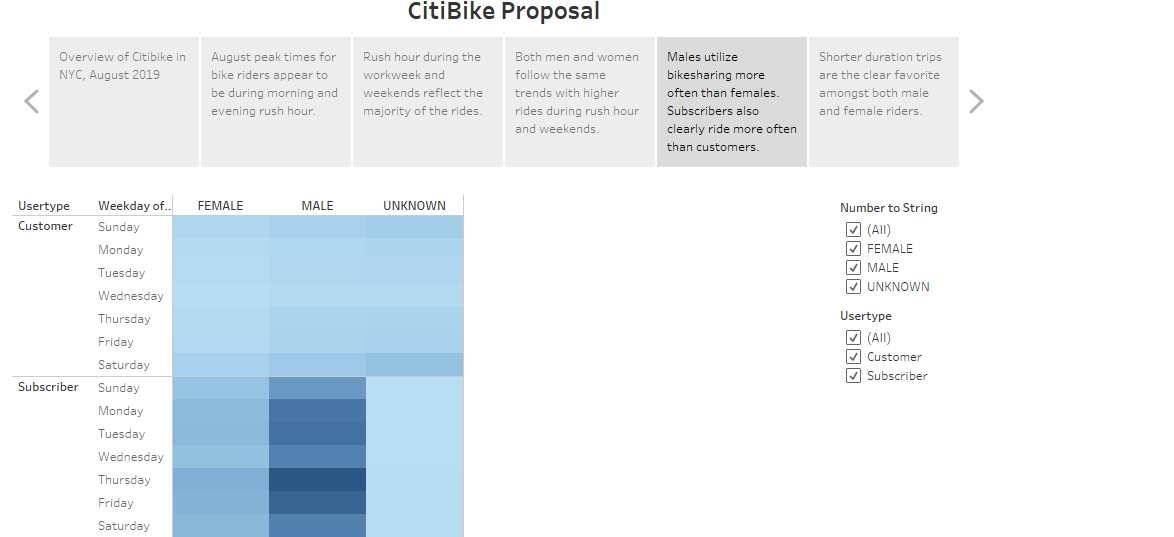 CitiBike Proposal
Overview of Citibike in
NYC, August 2019
August peak times for
bike riders appear to
be during morning and
evening rush hour.
Rush hour during the
workweek and
weekends reflect the
majority of the rides.
Both men and women
follow the same
trends with higher
rides during rush hour
and weekends.
Males utilize
bikesharing more
often than females.
Subscribers also
clearly ride more often
than customers.
Shorter duration trips
are the clear favorite
amongst both male
and female riders.
Usertype Weekday of.. FEMALE MALE UNKNOWN
Customer Sunday
Monday
Tuesday
Wednesday
Thursday
Friday
Saturday
Subscriber Sunday
Monday
Tuesday
Wednesday
Thursday
Friday
Saturday
Number to String
(All)
FEMALE
MALE
UNKNOWN
Usertype
(All)
Customer
Subscriber